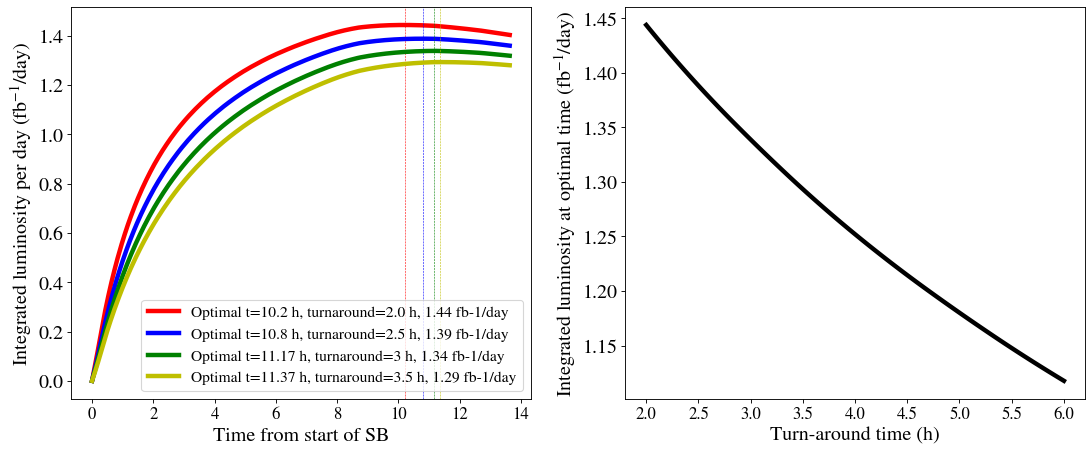 Integrated luminosity per day (fb⁻¹/day)
1.4
1.2
1.0
0.8
0.6
0.4
0.2
0.0
Optimal t=10.2 h, turnaround=2.0 h, 1.44 fb-1/day
Optimal t=10.8 h, turnaround=2.5 h, 1.39 fb-1/day
Optimal t=11.17 h, turnaround=3 h, 1.34 fb-1/day
Optimal t=11.37 h, turnaround=3.5 h, 1.29 fb-1/day
0 2 4 6 8 10 12 14
Time from start of SB
Integrated luminosity at optimal time (fb⁻¹/day)
1.45
1.40
1.35
1.30
1.25
1.20
1.15
2.0 2.5 3.0 3.5 4.0 4.5 5.0 5.5 6.0
Turn-around time (h)